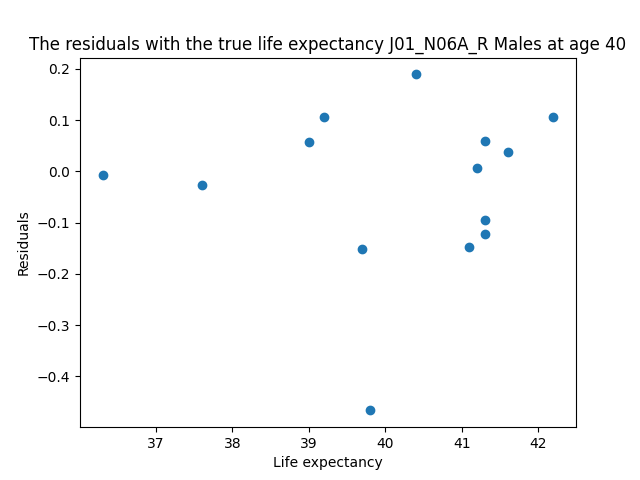 The residuals with the true life expectancy J01_N06A_R Males at age 40
0.2
0.1
0.0
−0.1
−0.2
−0.3
−0.4
Residuals
37 38 39 40 41 42
Life expectancy